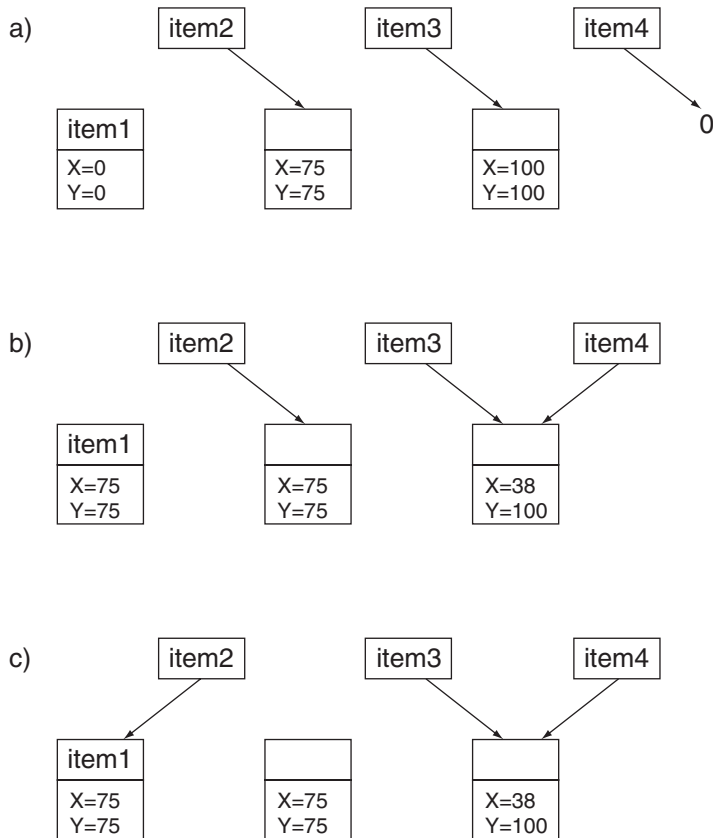 a)
item2
item3
item4
0
item1
X=0
Y=0
X=75
Y=75
X=100
Y=100
b)
item2
item3
item4
item1
X=75
Y=75
X=75
Y=75
X=38
Y=100
c)
item2
item3
item4
item1
X=75
Y=75
X=75
Y=75
X=38
Y=100